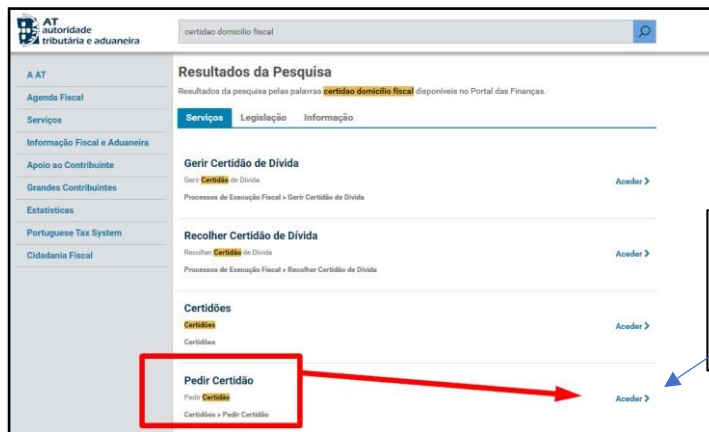 AT
autoridade
tributária e aduaneira
certidao domicilio fiscal
A AT
Agenda Fiscal
Serviços
Informação Fiscal e Aduaneira
Apoio ao Contribuinte
Grandes Contribuintes
Estatísticas
Portuguese Tax System
Cidadania Fiscal
Resultados da Pesquisa
Resultados da pesquisa pelas palavras certidao domicilio fiscal disponíveis no Portal das Finanças.
Serviços Legislação Informação
Gerir Certidão de Dívida
Gerir Certidão de Dívida
Processos de Execução Fiscal > Gerir Certidão de Dívida
Aceder >
Recolher Certidão de Dívida
Recolher Certidão de Dívida
Processos de Execução Fiscal > Recolher Certidão de Dívida
Aceder >
Certidões
Certidões
Certidões
Aceder >
Pedir Certidão
Pedir Certidão
Certidões > Pedir Certidão
Aceder >